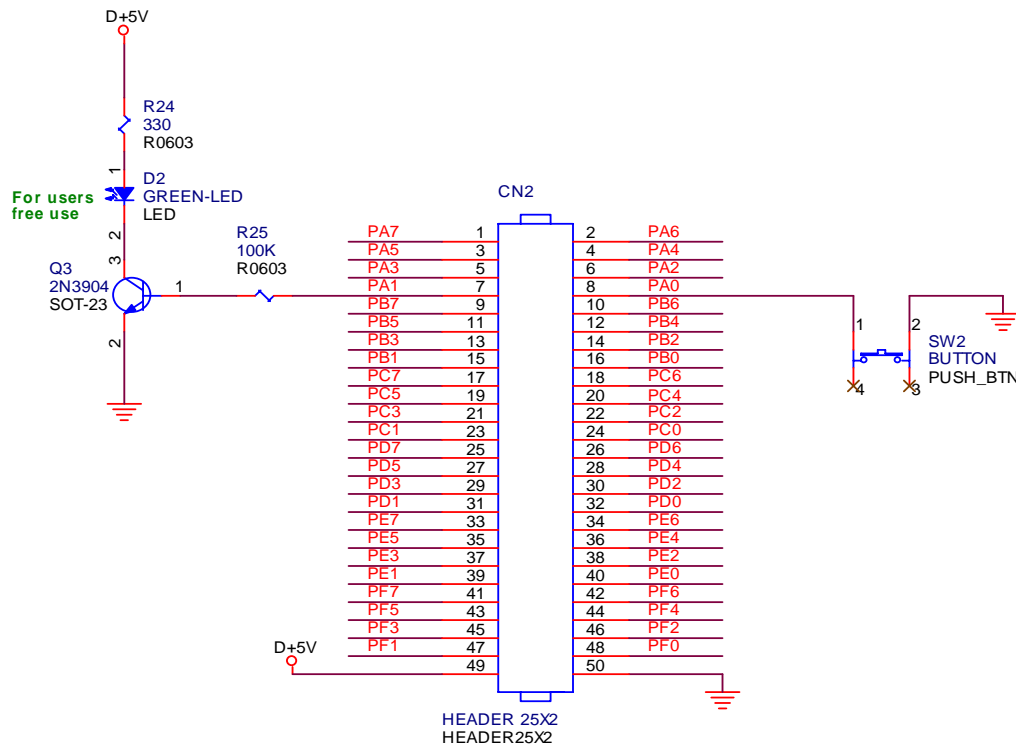 D+5V
R24
330
R0603
1
D2
GREEN-LED
LED
For users
free use
2
3
Q3
2N3904
SOT-23
1
2
R25
100K
R0603
CN2
PA7 1 2 PA6
PA5 3 4 PA4
PA3 5 6 PA2
PA1 7 8 PA0
PB7 9 10 PB6
PB5 11 12 PB4
PB3 13 14 PB2
PB1 15 16 PB0
PC7 17 18 PC6
PC5 19 20 PC4
PC3 21 22 PC2
PC1 23 24 PC0
PD7 25 26 PD6
PD5 27 28 PD4
PD3 29 30 PD2
PD1 31 32 PD0
PE7 33 34 PE6
PE5 35 36 PE4
PE3 37 38 PE2
PE1 39 40 PE0
PF7 41 42 PF6
PF5 43 44 PF4
PF3 45 46 PF2
PF1 47 48 PF0
D+5V
49 50
HEADER 25X2
HEADER25X2
1 2
SW2
BUTTON
PUSH_BTN
4 3